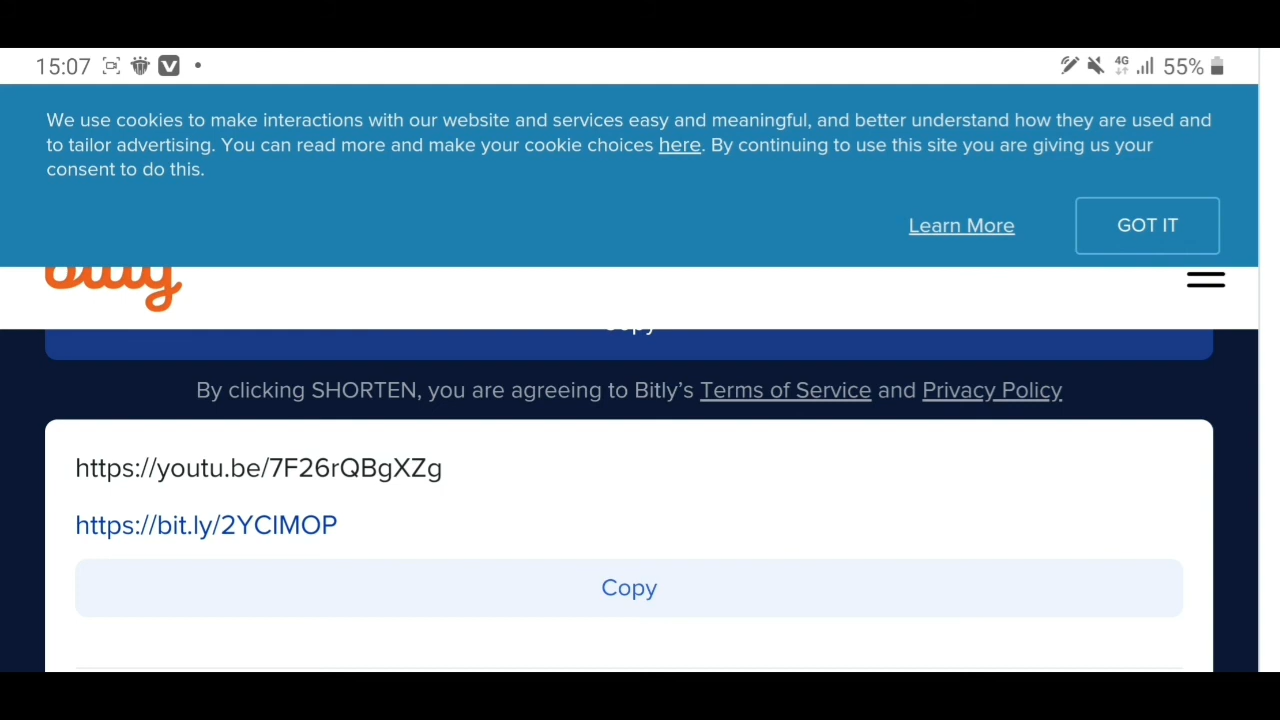 15:07 4G 55%
We use cookies to make interactions with our website and services easy and meaningful, and better understand how they are used and
to tailor advertising. You can read more and make your cookie choices here. By continuing to use this site you are giving us your
consent to do this.
Learn More GOT IT
bitly
Copy
By clicking SHORTEN, you are agreeing to Bitly’s Terms of Service and Privacy Policy
https://youtu.be/7F26rQBgXZg
https://bit.ly/2YCIMOP
Copy